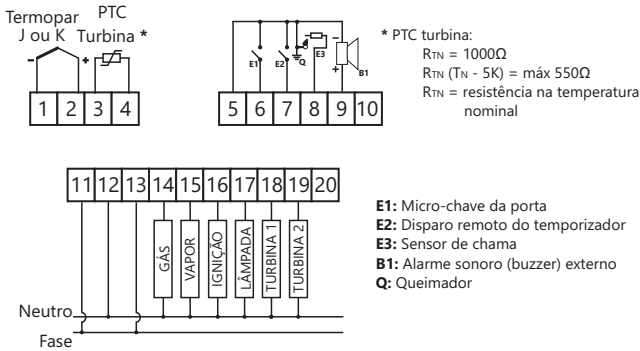 Termopar
J ou K
PTC
Turbina *
- +
1 2 3 4
E1 E2 Q E3 - + B1
5 6 7 8 9 10
* PTC turbina:
RTN = 1000Ω
RTN (TN - 5K) = máx 550Ω
RTN = resistência na temperatura
nominal
11 12 13 14 15 16 17 18 19 20
GÁS
VAPOR
IGNIÇÃO
LÂMPADA
TURBINA 1
TURBINA 2
Neutro
Fase
E1: Micro-chave da porta
E2: Disparo remoto do temporizador
E3: Sensor de chama
B1: Alarme sonoro (buzzer) externo
Q: Queimador